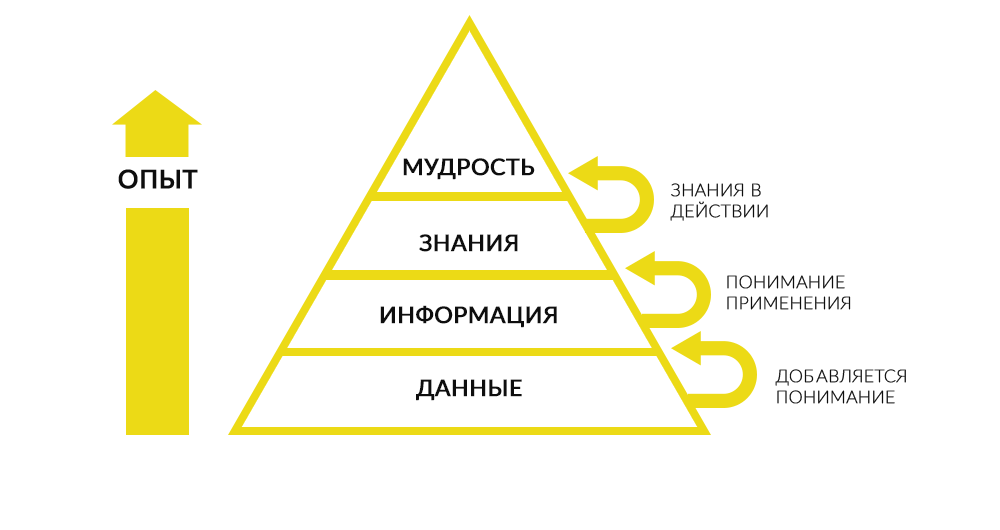 МУДРОСТЬ
ОПЫТ
ЗНАНИЯ В
ДЕЙСТВИИ
ЗНАНИЯ
ПОНИМАНИЕ
ПРИМЕНЕНИЯ
ИНФОРМАЦИЯ
ДОБАВЛЯЕТСЯ
ПОНИМАНИЕ
ДАННЫЕ